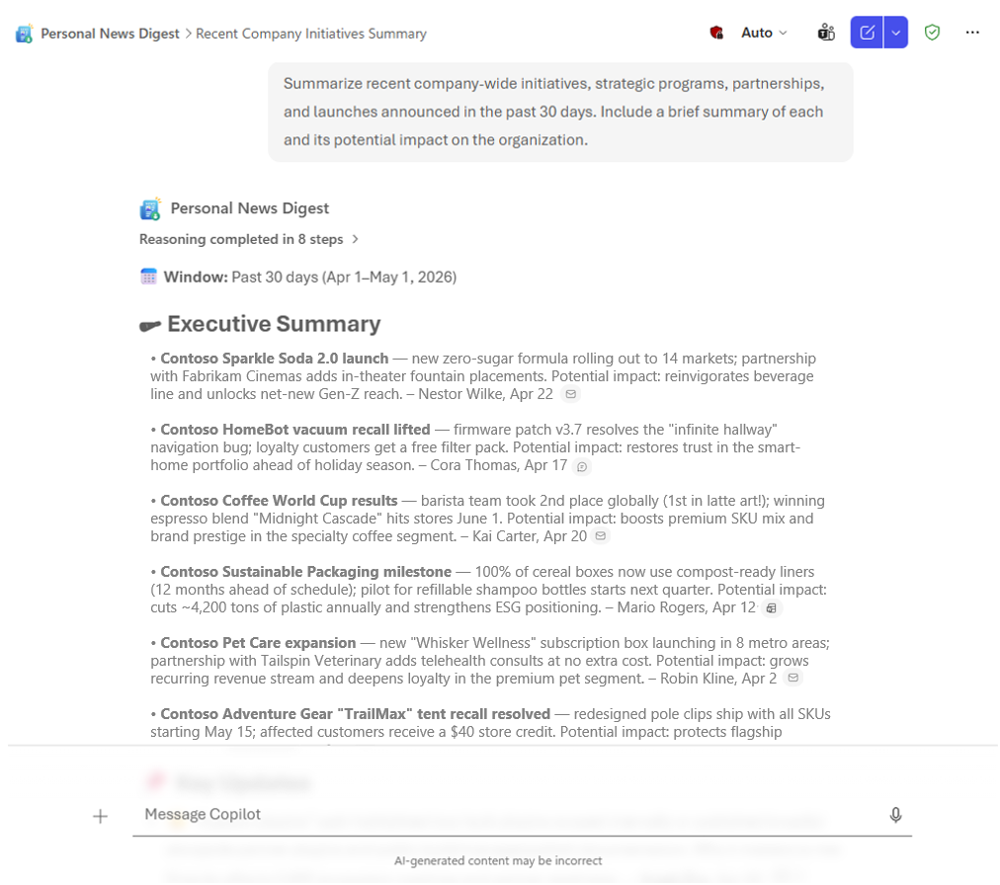 Personal News Digest > Recent Company Initiatives Summary
Auto
Summarize recent company-wide initiatives, strategic programs, partnerships,
and launches announced in the past 30 days. Include a brief summary of each
and its potential impact on the organization.
Personal News Digest
Reasoning completed in 8 steps >
Window: Past 30 days (Apr 1–May 1, 2026)
Executive Summary
• Contoso Sparkle Soda 2.0 launch — new zero-sugar formula rolling out to 14 markets; partnership
with Fabrikam Cinemas adds in-theater fountain placements. Potential impact: reinvigorates beverage
line and unlocks net-new Gen-Z reach. – Nestor Wilke, Apr 22
• Contoso HomeBot vacuum recall lifted — firmware patch v3.7 resolves the "infinite hallway"
navigation bug; loyalty customers get a free filter pack. Potential impact: restores trust in the smart-
home portfolio ahead of holiday season. – Cora Thomas, Apr 17
• Contoso Coffee World Cup results — barista team took 2nd place globally (1st in latte art!); winning
espresso blend "Midnight Cascade" hits stores June 1. Potential impact: boosts premium SKU mix and
brand prestige in the specialty coffee segment. – Kai Carter, Apr 20
• Contoso Sustainable Packaging milestone — 100% of cereal boxes now use compost-ready liners
(12 months ahead of schedule); pilot for refillable shampoo bottles starts next quarter. Potential impact:
cuts ~4,200 tons of plastic annually and strengthens ESG positioning. – Mario Rogers, Apr 12
• Contoso Pet Care expansion — new "Whisker Wellness" subscription box launching in 8 metro areas;
partnership with Tailspin Veterinary adds telehealth consults at no extra cost. Potential impact: grows
recurring revenue stream and deepens loyalty in the premium pet segment. – Robin Kline, Apr 2
• Contoso Adventure Gear "TrailMax" tent recall resolved — redesigned pole clips ship with all SKUs
starting May 15; affected customers receive a $40 store credit. Potential impact: protects flagship
Key Updates
Message Copilot
AI-generated content may be incorrect